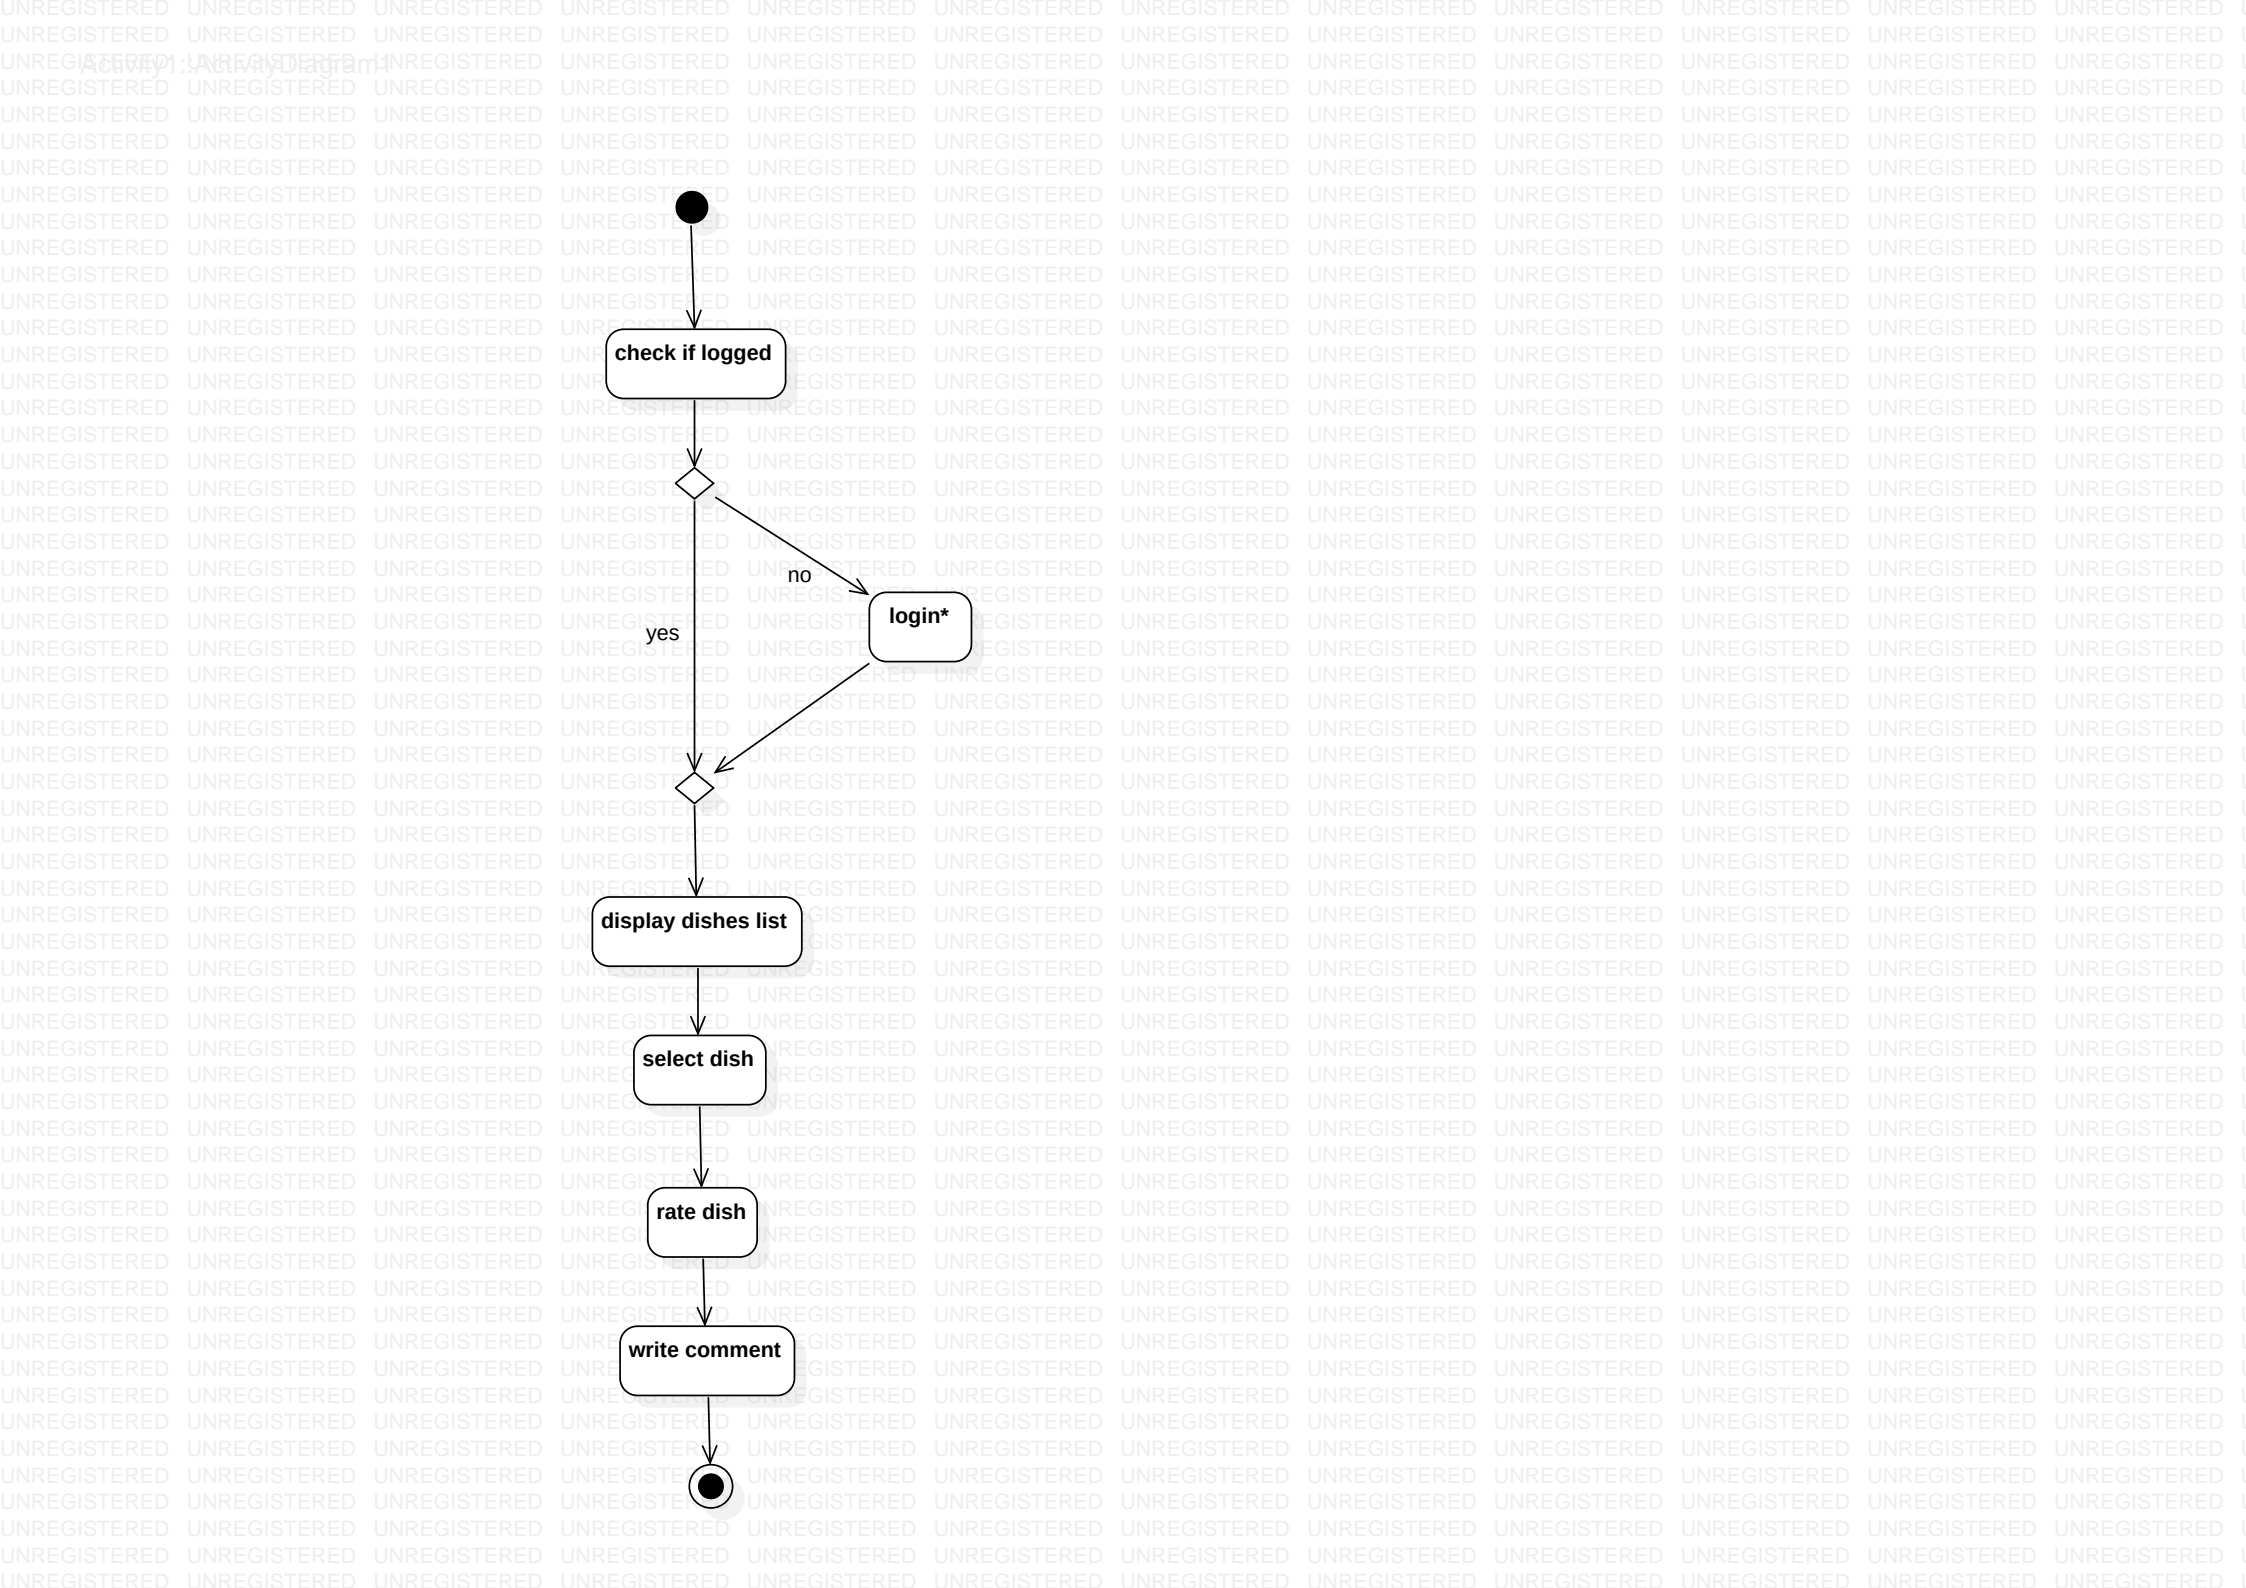 Activity1::ActivityDiagram1
check if logged
no
login*
yes
display dishes list
select dish
rate dish
write comment
UNREGISTERED